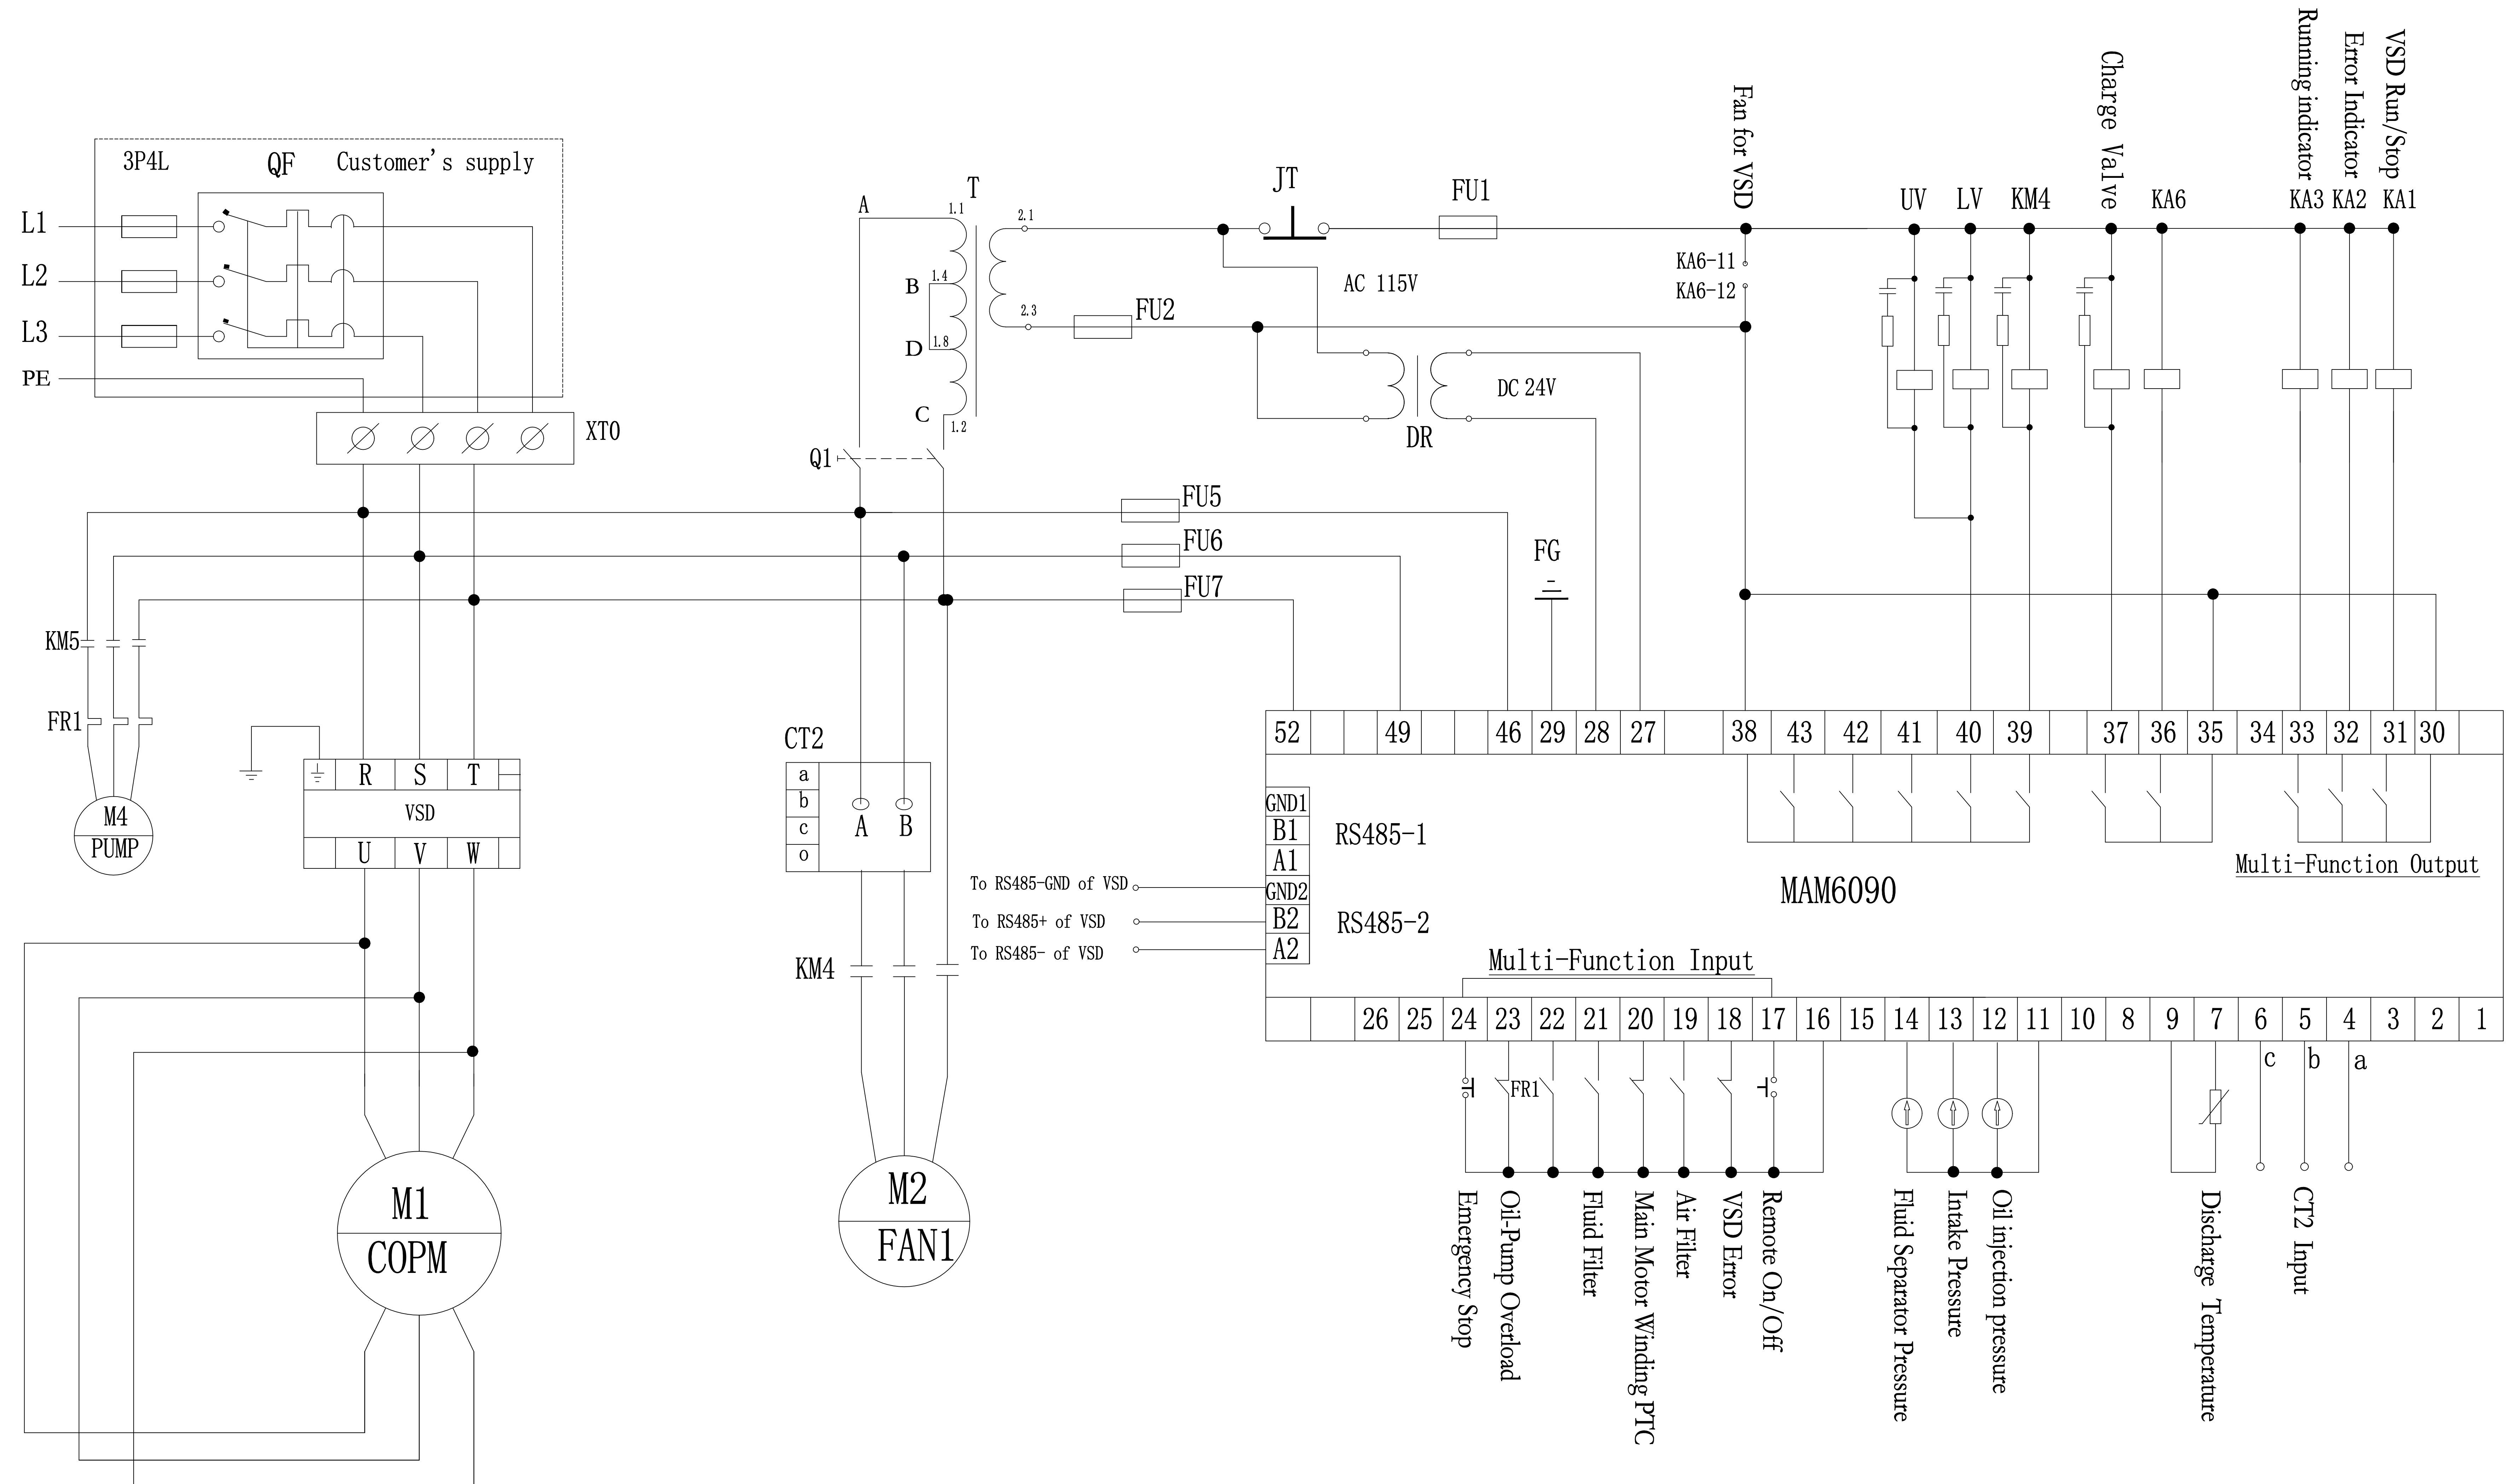 Running indicator
Error Indicator
VSD Run/Stop
Charge Valve
Fan for VSD
3P4L QF Customer's supply
L1
L2
L3
PE
XT0
T
A 1.1
B 1.4
D 1.8
C 1.2
2.1
2.3
JT
FU1
FU2
AC 115V
KA6-11
KA6-12
DC 24V
DR
UV LV KM4 KA6 KA3 KA2 KA1
Q1
FU5
FU6
FU7
FG
KM5
FR1
M4
PUMP
R S T
VSD
U V W
CT2
a
b
c
o
A B
KM4
M1
COPM
M2
FAN1
52 49 46 29 28 27 38 43 42 41 40 39 37 36 35 34 33 32 31 30
GND1
B1 RS485-1
A1
GND2
B2 RS485-2
A2
To RS485-GND of VSD
To RS485+ of VSD
To RS485- of VSD
MAM6090
Multi-Function Output
Multi-Function Input
26 25 24 23 22 21 20 19 18 17 16 15 14 13 12 11 10 8 9 7 6 5 4 3 2 1
c b a
FR1
Emergency Stop
Oil-Pump Overload
Fluid Filter
Main Motor Winding PTC
Air Filter
VSD Error
Remote On/Off
Fluid Separator Pressure
Intake Pressure
Oil injection pressure
Discharge Temperature
CT2 Input